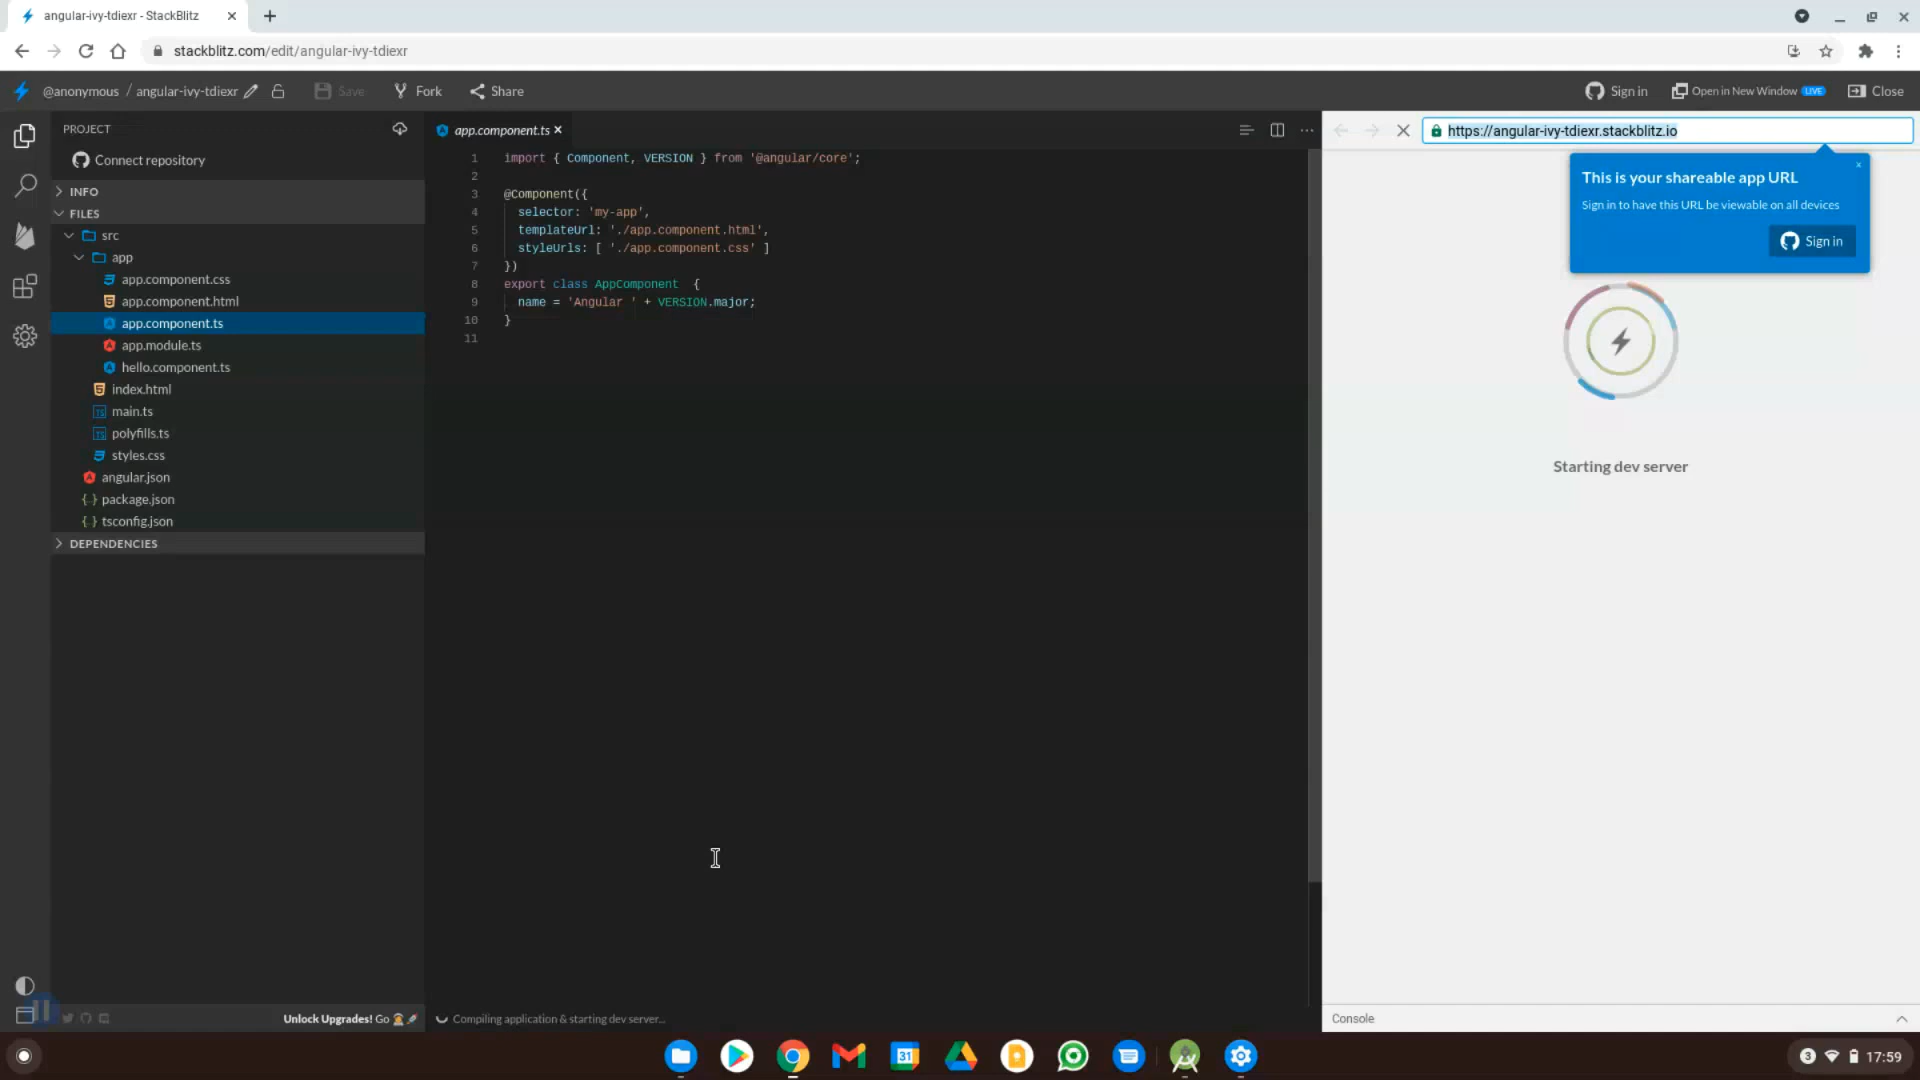 angular-ivy-tdiexr - StackBlitz
stackblitz.com/edit/angular-ivy-tdiexr
@anonymous / angular-ivy-tdiexr
Save
Fork
Share
Sign in
Open in New Window LIVE
Close
PROJECT
Connect repository
INFO
FILES
src
app
app.component.css
app.component.html
app.component.ts
app.module.ts
hello.component.ts
index.html
main.ts
polyfills.ts
styles.css
angular.json
package.json
tsconfig.json
DEPENDENCIES
Unlock Upgrades! Go
app.component.ts
1 import { Component, VERSION } from '@angular/core';
2
3 @Component({
4 selector: 'my-app',
5 templateUrl: './app.component.html',
6 styleUrls: [ './app.component.css' ]
7 })
8 export class AppComponent {
9 name = 'Angular ' + VERSION.major;
10 }
11
Compiling application & starting dev server...
https://angular-ivy-tdiexr.stackblitz.io
This is your shareable app URL
Sign in to have this URL be viewable on all devices
Sign in
Starting dev server
Console
31
3
17:59